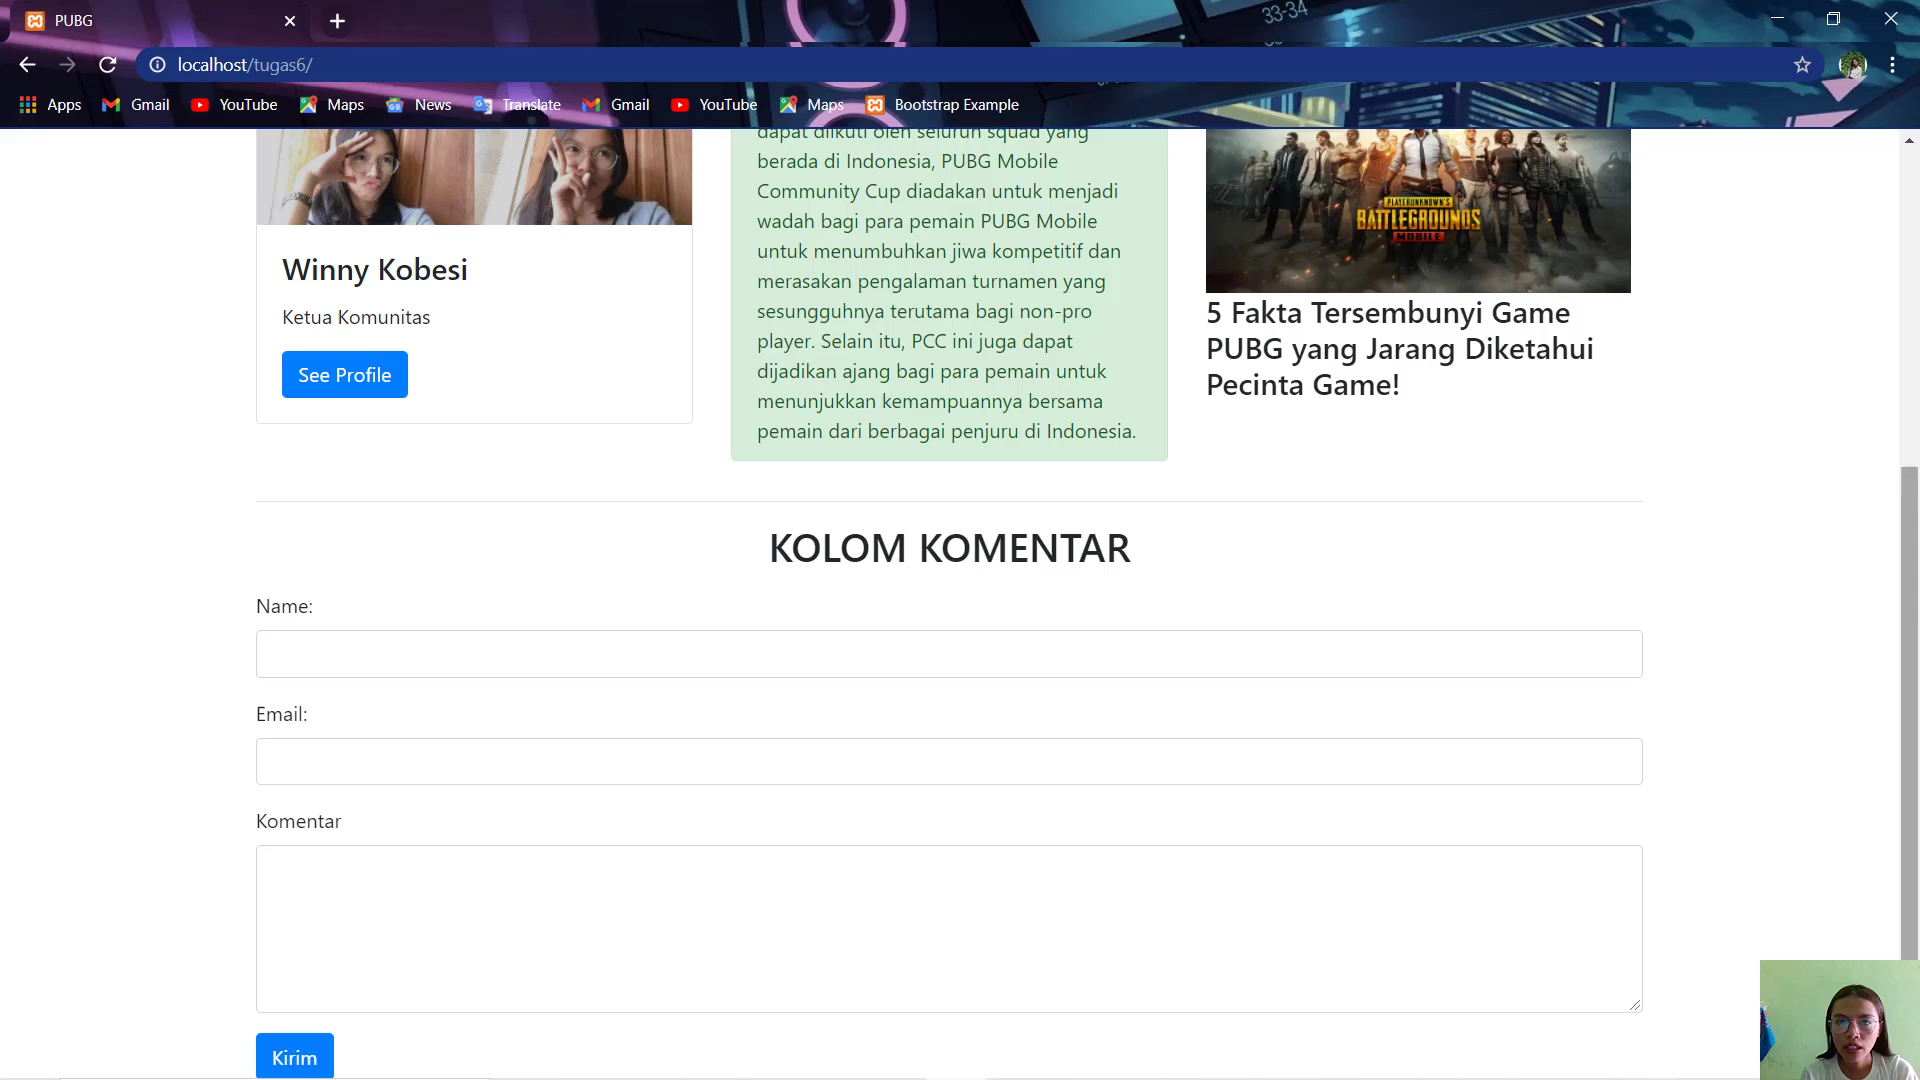 PUBG
33-34
localhost/tugas6/
Apps Gmail YouTube Maps News Translate Gmail YouTube Maps Bootstrap Example
dapat diikuti oleh seluruh squad yang
berada di Indonesia, PUBG Mobile
Community Cup diadakan untuk menjadi
wadah bagi para pemain PUBG Mobile
untuk menumbuhkan jiwa kompetitif dan
merasakan pengalaman turnamen yang
sesungguhnya terutama bagi non-pro
player. Selain itu, PCC ini juga dapat
dijadikan ajang bagi para pemain untuk
menunjukkan kemampuannya bersama
pemain dari berbagai penjuru di Indonesia.
Winny Kobesi
Ketua Komunitas
See Profile
PLAYERUNKNOWN'S
BATTLEGROUNDS
MOBILE
5 Fakta Tersembunyi Game
PUBG yang Jarang Diketahui
Pecinta Game!
KOLOM KOMENTAR
Name:
Email:
Komentar
Kirim